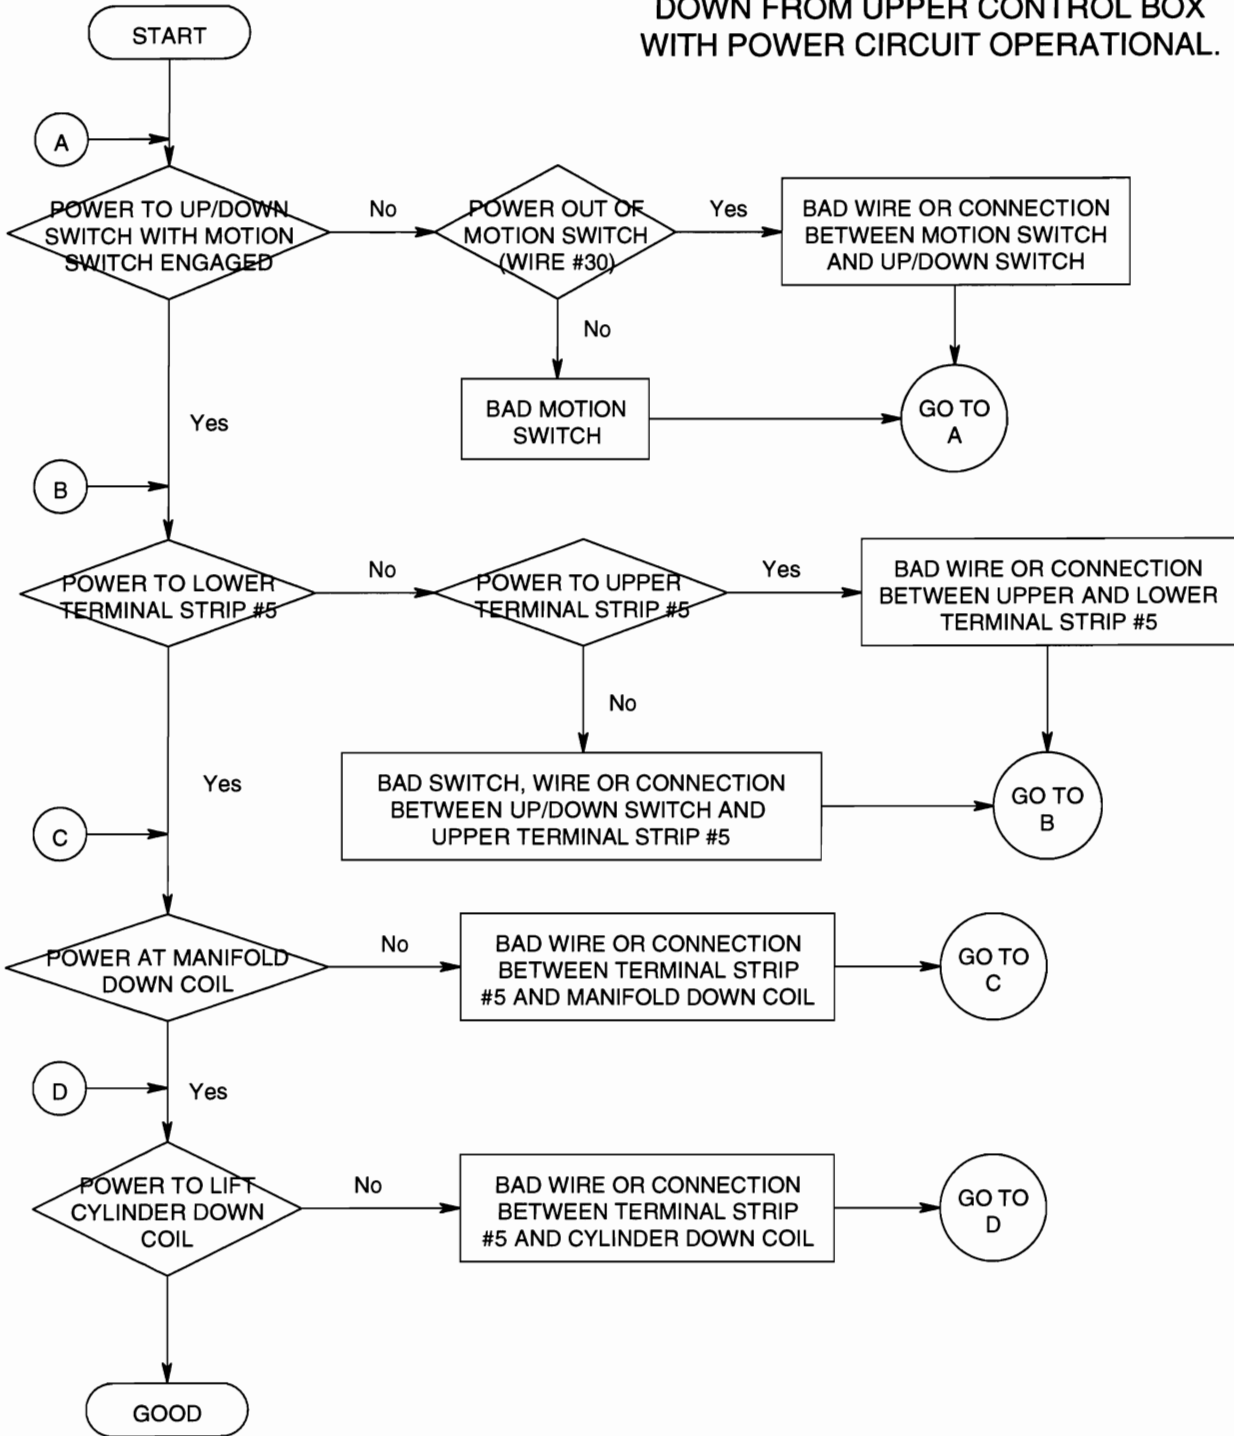 DOWN FROM UPPER CONTROL BOX
WITH POWER CIRCUIT OPERATIONAL.
START
A
POWER TO UP/DOWN
SWITCH WITH MOTION
SWITCH ENGAGED
No
POWER OUT OF
MOTION SWITCH
(WIRE #30)
Yes
BAD WIRE OR CONNECTION
BETWEEN MOTION SWITCH
AND UP/DOWN SWITCH
No
Yes
BAD MOTION
SWITCH
GO TO
A
B
POWER TO LOWER
TERMINAL STRIP #5
No
POWER TO UPPER
TERMINAL STRIP #5
Yes
BAD WIRE OR CONNECTION
BETWEEN UPPER AND LOWER
TERMINAL STRIP #5
No
Yes
BAD SWITCH, WIRE OR CONNECTION
BETWEEN UP/DOWN SWITCH AND
UPPER TERMINAL STRIP #5
GO TO
B
C
POWER AT MANIFOLD
DOWN COIL
No
BAD WIRE OR CONNECTION
BETWEEN TERMINAL STRIP
#5 AND MANIFOLD DOWN COIL
GO TO
C
D
Yes
POWER TO LIFT
CYLINDER DOWN
COIL
No
BAD WIRE OR CONNECTION
BETWEEN TERMINAL STRIP
#5 AND CYLINDER DOWN COIL
GO TO
D
GOOD